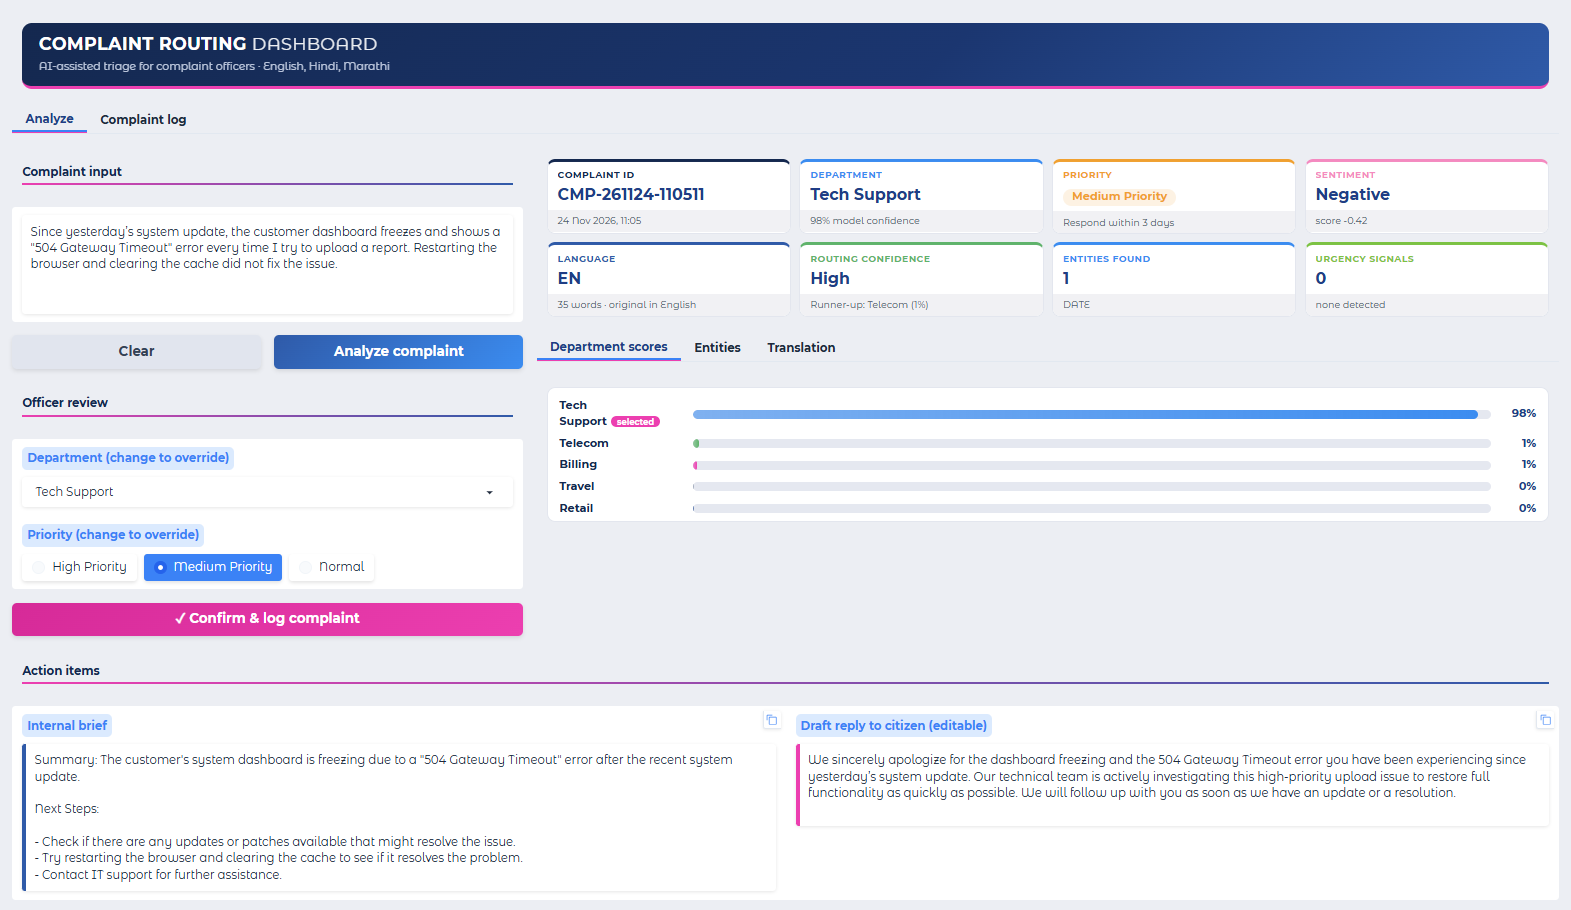 COMPLAINT ROUTING DASHBOARD
AI-assisted triage for complaint officers · English, Hindi, Marathi
Analyze
Complaint log
Complaint input
Since yesterday's system update, the customer dashboard freezes and shows a
"504 Gateway Timeout" error every time I try to upload a report. Restarting the
browser and clearing the cache did not fix the issue.
Clear
Analyze complaint
Officer review
Department (change to override)
Tech Support
Priority (change to override)
High Priority
Medium Priority
Normal
✓ Confirm & log complaint
COMPLAINT ID
CMP-261124-110511
24 Nov 2026, 11:05
DEPARTMENT
Tech Support
98% model confidence
PRIORITY
Medium Priority
Respond within 3 days
SENTIMENT
Negative
score -0.42
LANGUAGE
EN
35 words · original in English
ROUTING CONFIDENCE
High
Runner-up: Telecom (1%)
ENTITIES FOUND
1
DATE
URGENCY SIGNALS
0
none detected
Department scores
Entities
Translation
Tech
Support selected 98%
Telecom 1%
Billing 1%
Travel 0%
Retail 0%
Action items
Internal brief
Summary: The customer's system dashboard is freezing due to a "504 Gateway Timeout" error after the recent system
update.
Next Steps:
- Check if there are any updates or patches available that might resolve the issue.
- Try restarting the browser and clearing the cache to see if it resolves the problem.
- Contact IT support for further assistance.
Draft reply to citizen (editable)
We sincerely apologize for the dashboard freezing and the 504 Gateway Timeout error you have been experiencing since
yesterday's system update. Our technical team is actively investigating this high-priority upload issue to restore full
functionality as quickly as possible. We will follow up with you as soon as we have an update or a resolution.